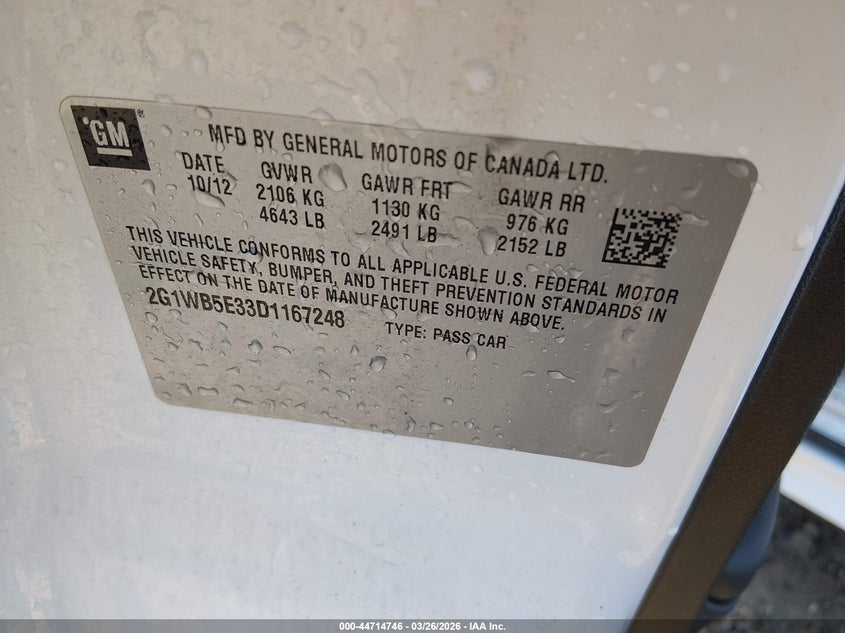 GM®
MFD BY GENERAL MOTORS OF CANADA LTD.
DATE GVWR GAWR FRT GAWR RR
10/12 2106 KG 1130 KG 976 KG
4643 LB 2491 LB 2152 LB
THIS VEHICLE CONFORMS TO ALL APPLICABLE U.S. FEDERAL MOTOR
VEHICLE SAFETY, BUMPER, AND THEFT PREVENTION STANDARDS IN
EFFECT ON THE DATE OF MANUFACTURE SHOWN ABOVE.
2G1WB5E33D1167248 TYPE: PASS CAR
000-44714746 — 03/26/2026 — IAA Inc.